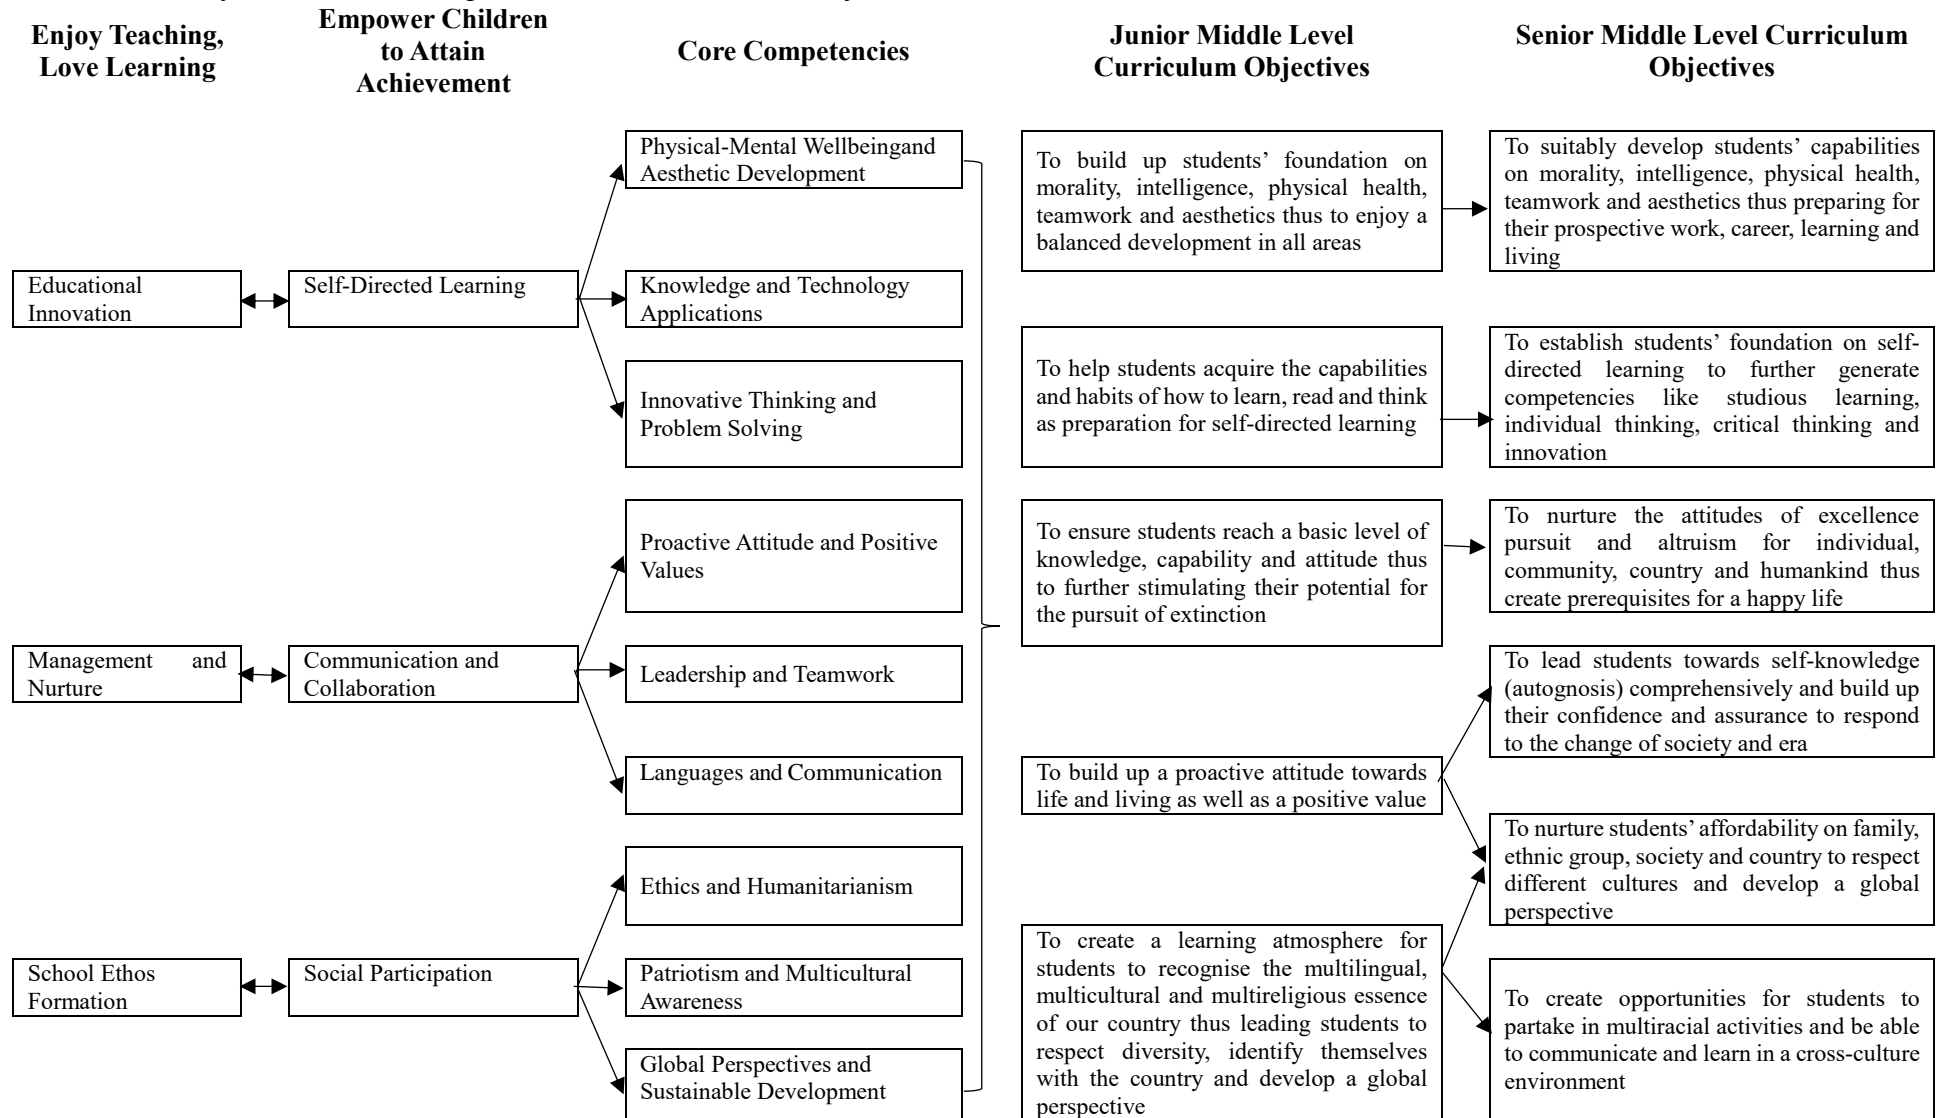 Enjoy Teaching,
Love Learning
Empower Children
to Attain
Achievement
Core Competencies
Junior Middle Level
Curriculum Objectives
Senior Middle Level Curriculum
Objectives
Educational
Innovation
Self-Directed Learning
Physical-Mental Wellbeingand
Aesthetic Development
Knowledge and Technology
Applications
Innovative Thinking and
Problem Solving
Management and
Nurture
Communication and
Collaboration
Proactive Attitude and Positive
Values
Leadership and Teamwork
Languages and Communication
School Ethos
Formation
Social Participation
Ethics and Humanitarianism
Patriotism and Multicultural
Awareness
Global Perspectives and
Sustainable Development
To build up students’ foundation on
morality, intelligence, physical health,
teamwork and aesthetics thus to enjoy a
balanced development in all areas
To help students acquire the capabilities
and habits of how to learn, read and think
as preparation for self-directed learning
To ensure students reach a basic level of
knowledge, capability and attitude thus
to further stimulating their potential for
the pursuit of extinction
To build up a proactive attitude towards
life and living as well as a positive value
To create a learning atmosphere for
students to recognise the multilingual,
multicultural and multireligious essence
of our country thus leading students to
respect diversity, identify themselves
with the country and develop a global
perspective
To suitably develop students’ capabilities
on morality, intelligence, physical health,
teamwork and aesthetics thus preparing for
their prospective work, career, learning and
living
To establish students’ foundation on self-
directed learning to further generate
competencies like studious learning,
individual thinking, critical thinking and
innovation
To nurture the attitudes of excellence
pursuit and altruism for individual,
community, country and humankind thus
create prerequisites for a happy life
To lead students towards self-knowledge
(autognosis) comprehensively and build up
their confidence and assurance to respond
to the change of society and era
To nurture students’ affordability on family,
ethnic group, society and country to respect
different cultures and develop a global
perspective
To create opportunities for students to
partake in multiracial activities and be able
to communicate and learn in a cross-culture
environment